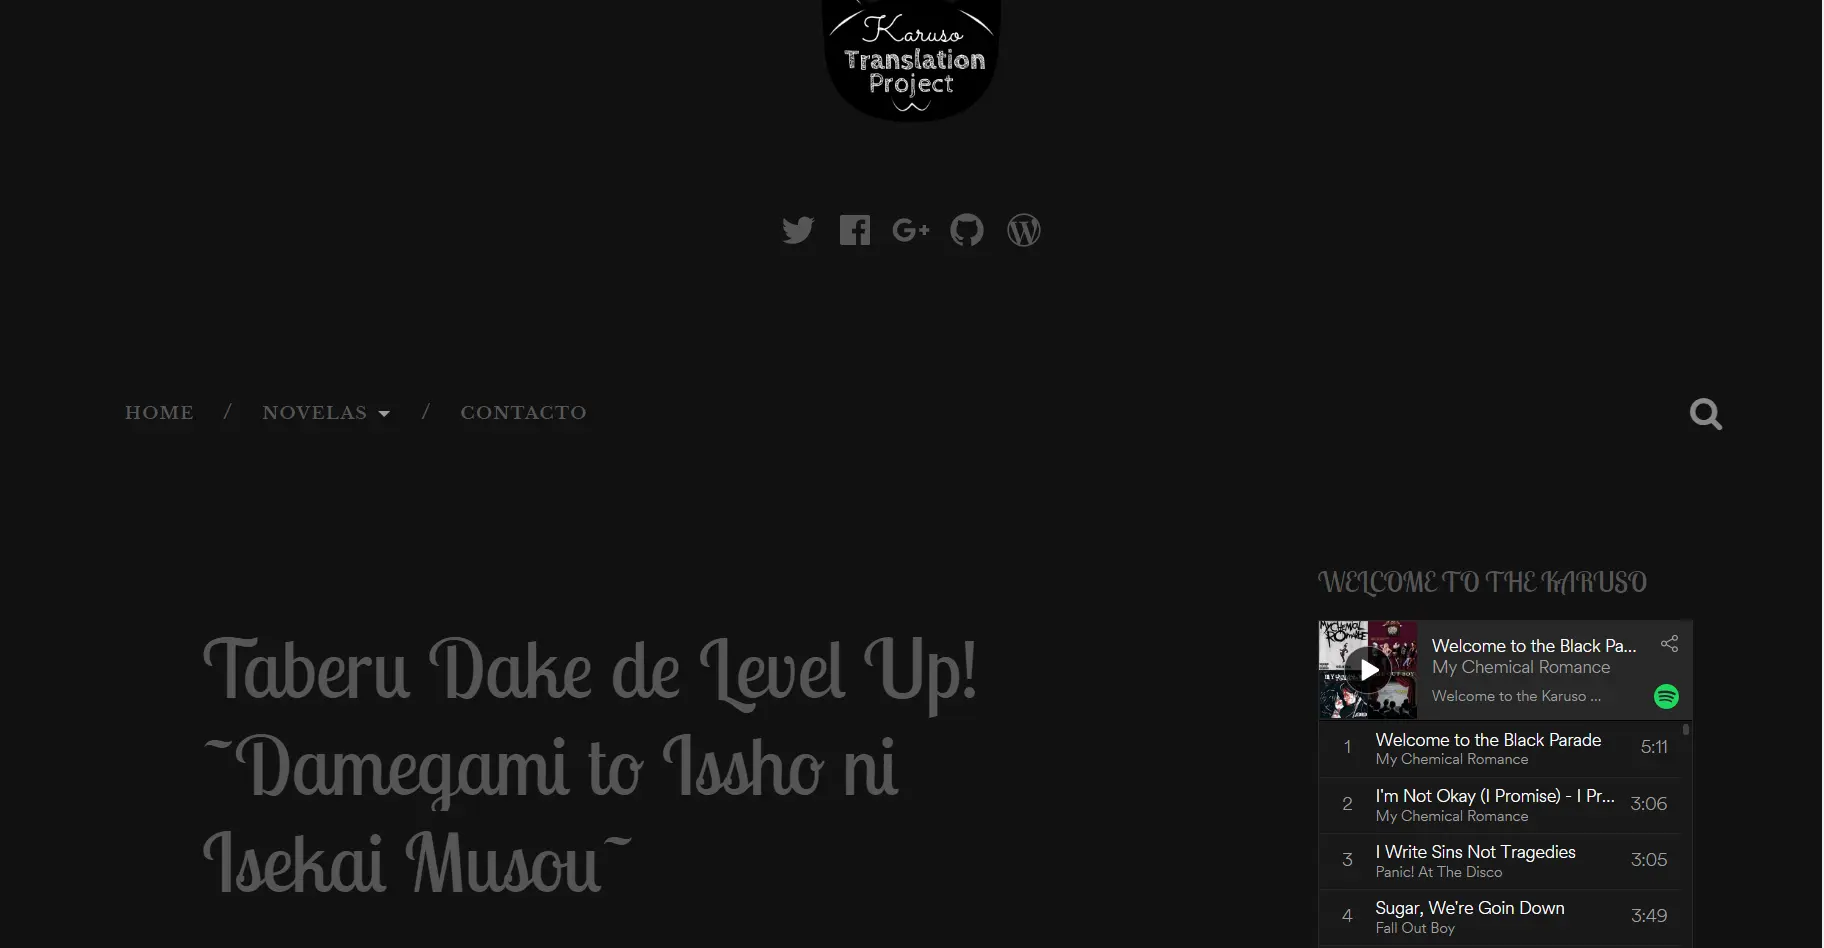 Karuso
Translation
Project
HOME / NOVELAS / CONTACTO
Taberu Dake de Level Up!
~Damegami to Issho ni
Isekai Musou~
WELCOME TO THE KARUSO
Welcome to the Black Pa...
My Chemical Romance
Welcome to the Karuso ...
1 Welcome to the Black Parade 5:11
My Chemical Romance
2 I'm Not Okay (I Promise) - I Pr... 3:06
My Chemical Romance
3 I Write Sins Not Tragedies 3:05
Panic! At The Disco
4 Sugar, We're Goin Down 3:49
Fall Out Boy